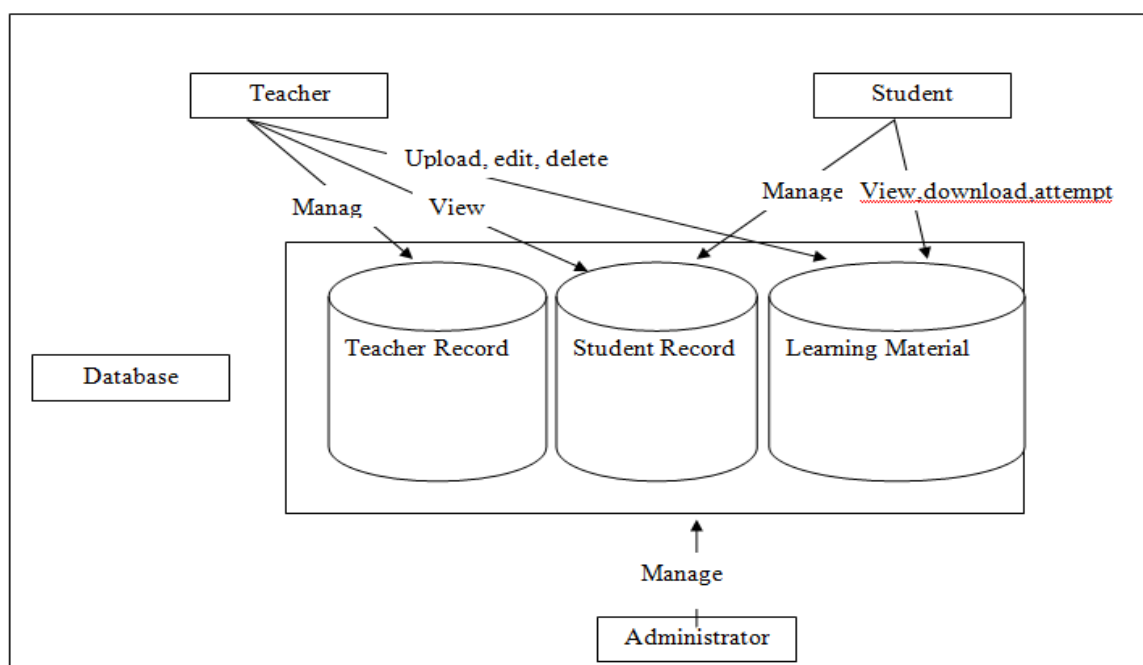 Teacher
Student
Upload, edit, delete
Manage
View,download,attempt
Manag
View
Teacher Record
Student Record
Learning Material
Database
Manage
Administrator